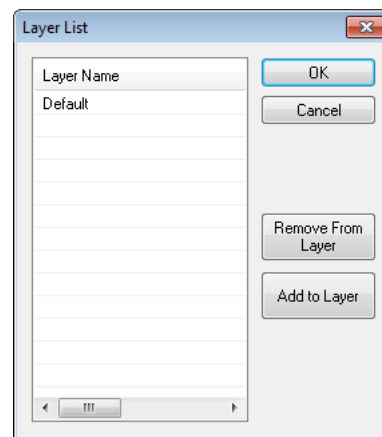 Layer List
Layer Name
Default
OK
Cancel
Remove From
Layer
Add to Layer